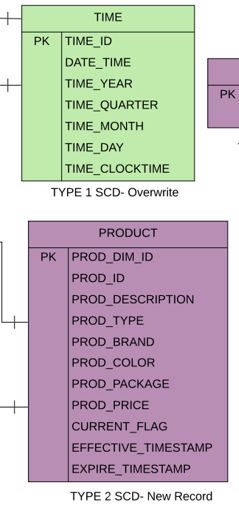 TIME
PK TIME_ID
DATE_TIME
TIME_YEAR
TIME_QUARTER
TIME_MONTH
TIME_DAY
TIME_CLOCKTIME
TYPE 1 SCD- Overwrite
PK
PRODUCT
PK PROD_DIM_ID
PROD_ID
PROD_DESCRIPTION
PROD_TYPE
PROD_BRAND
PROD_COLOR
PROD_PACKAGE
PROD_PRICE
CURRENT_FLAG
EFFECTIVE_TIMESTAMP
EXPIRE_TIMESTAMP
TYPE 2 SCD- New Record